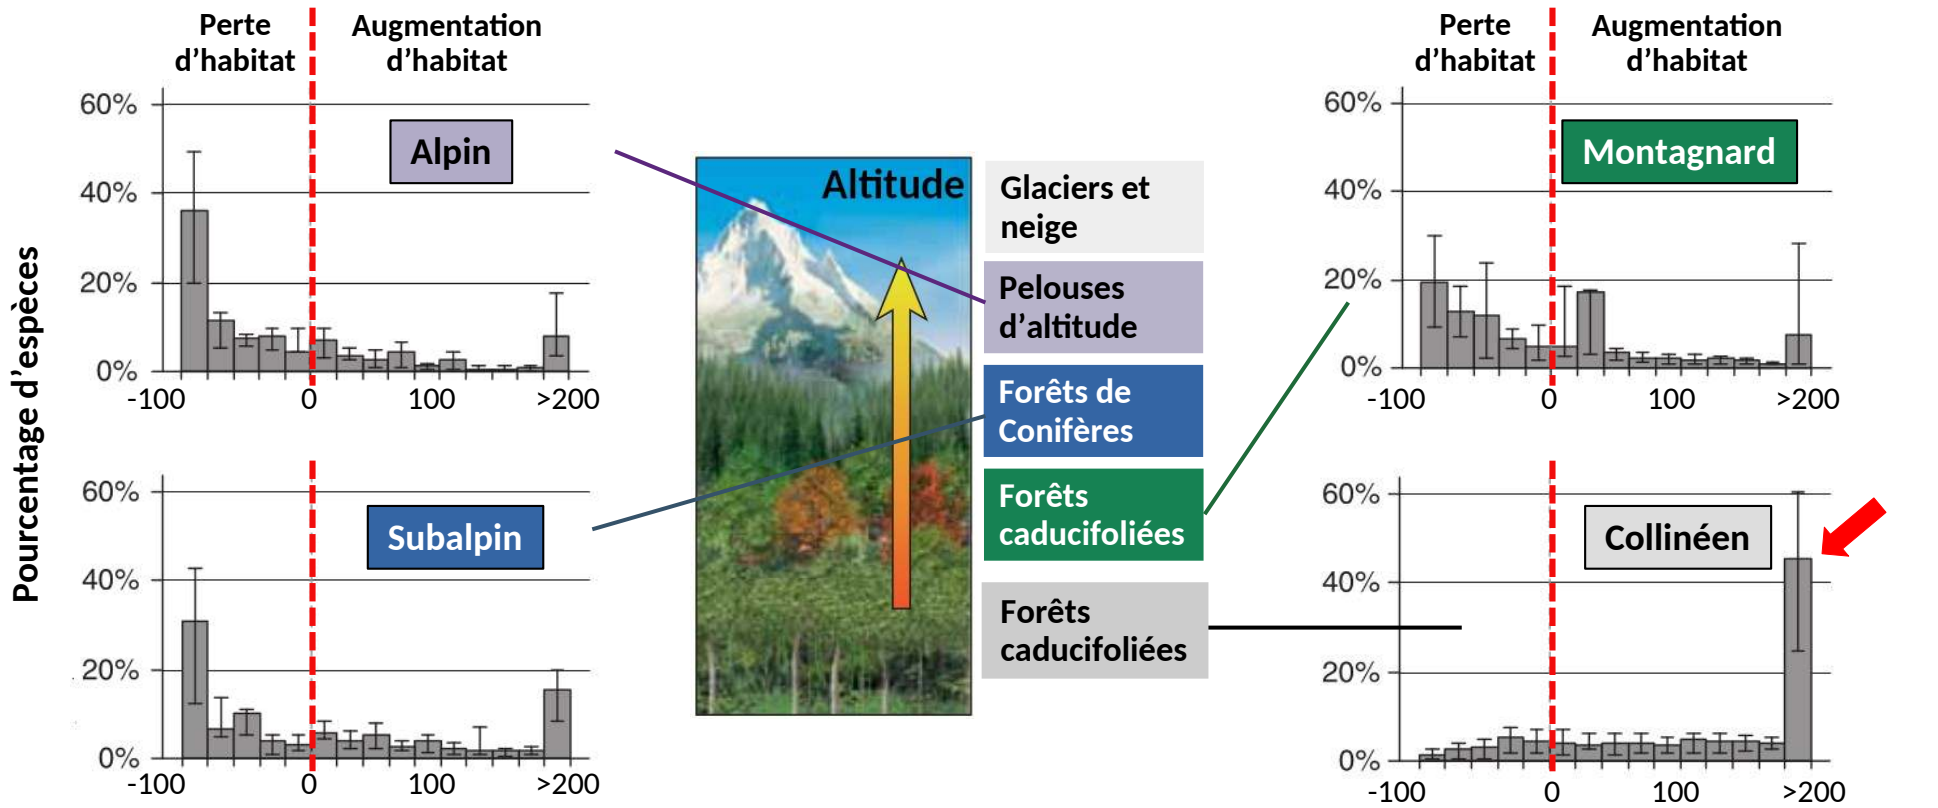 Perte
d’habitat
Augmentation
d’habitat
60%
40%
20%
0%
-100
0
100
>200
Alpin
Pourcentage d’espèces
60%
40%
20%
0%
-100
0
100
>200
Subalpin
Altitude
Glaciers et
neige
Pelouses
d’altitude
Forêts de
Conifères
Forêts
caducifoliées
Forêts
caducifoliées
Perte
d’habitat
Augmentation
d’habitat
60%
40%
20%
0%
-100
0
100
>200
Montagnard
60%
40%
20%
0%
-100
0
100
>200
Collinéen